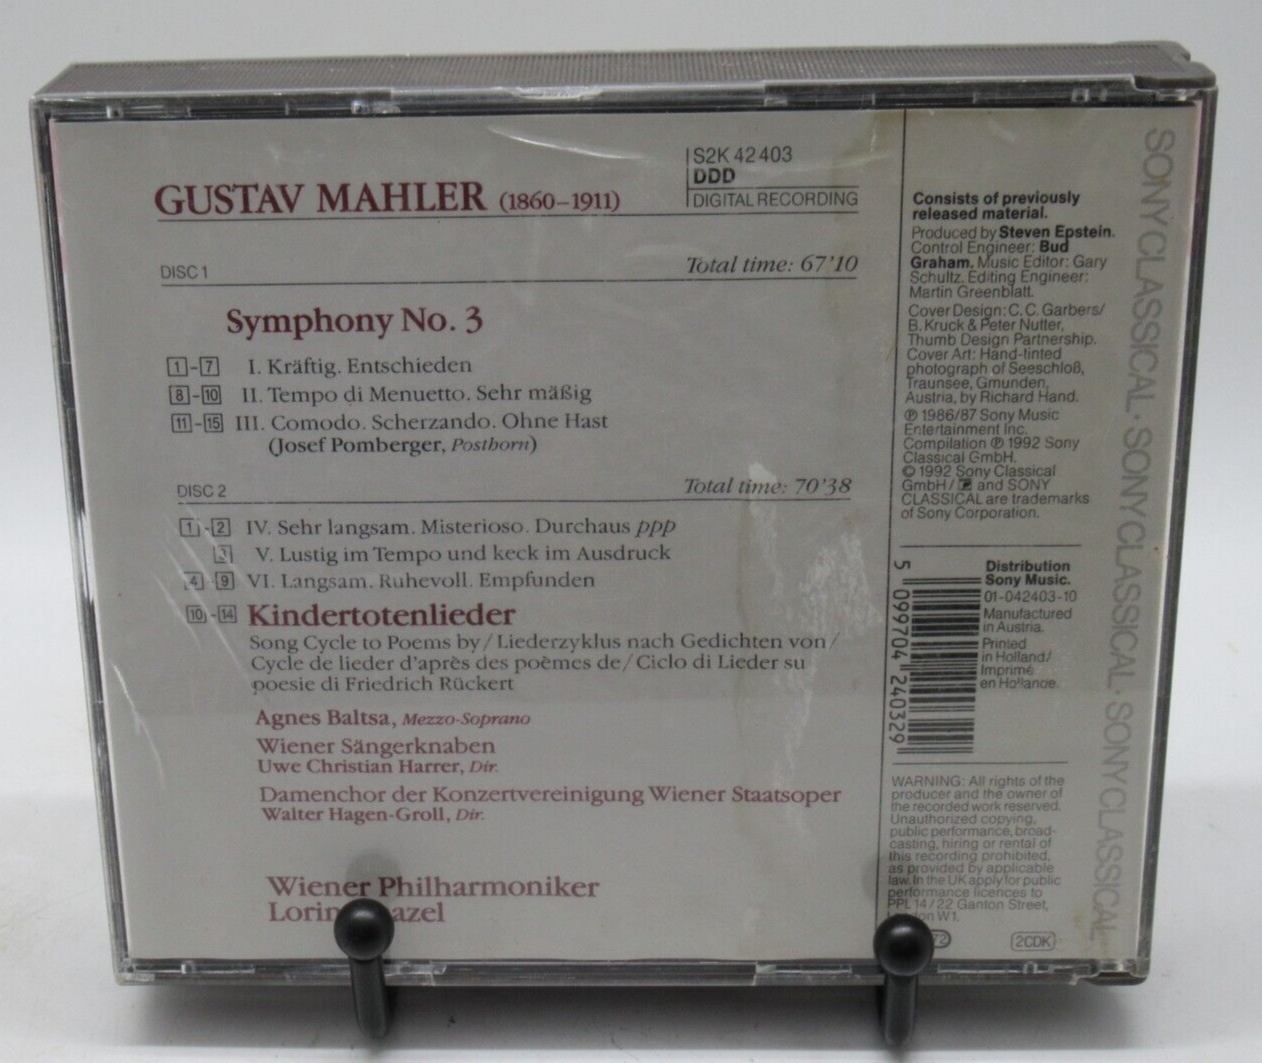 GUSTAV MAHLER (1860–1911)
S2K 42403
DDD
DIGITAL RECORDING
DISC 1
Total time: 67'10
Symphony No. 3
1-7 I. Kräftig. Entschieden
8-10 II. Tempo di Menuetto. Sehr mäßig
11-15 III. Comodo. Scherzando. Ohne Hast
(Josef Pomberger, Posthorn)
DISC 2
Total time: 70'38
1-2 IV. Sehr langsam. Misterioso. Durchaus ppp
3 V. Lustig im Tempo und keck im Ausdruck
4-9 VI. Langsam. Ruhevoll. Empfunden
10-14 Kindertotenlieder
Song Cycle to Poems by/Liederzyklus nach Gedichten von/
Cycle de lieder d'après des poèmes de/Ciclo di Lieder su
poesie di Friedrich Rückert
Agnes Baltsa, Mezzo-Soprano
Wiener Sängerknaben
Uwe Christian Harrer, Dir.
Damenchor der Konzertvereinigung Wiener Staatsoper
Walter Hagen-Groll, Dir.
Wiener Philharmoniker
Lorin azel
Consists of previously
released material.
Produced by Steven Epstein.
Control Engineer: Bud
Graham. Music Editor: Gary
Schultz. Editing Engineer:
Martin Greenblatt.
Cover Design: C. C. Garbers/
B. Kruck & Peter Nutter,
Thumb Design Partnership.
Cover Art: Hand-tinted
photograph of Seeschloß,
Traunsee, Gmunden,
Austria, by Richard Hand.
℗ 1986/87 Sony Music
Entertainment Inc.
Compilation ℗ 1992 Sony
Classical GmbH.
© 1992 Sony Classical
GmbH/ and SONY
CLASSICAL are trademarks
of Sony Corporation.
5 099704 240329
Distribution
Sony Music.
01-042403-10
Manufactured
in Austria.
Printed
in Holland/
Imprimé
en Hollande.
WARNING: All rights of the
producer and the owner of
the recorded work reserved.
Unauthorized copying,
public performance, broad-
casting, hiring or rental of
this recording prohibited,
as provided by applicable
law. In the UK apply for public
performance licences to
PPL 14/22 Ganton Street,
London W1.
2CDK
SONY CLASSICAL · SONY CLASSICAL · SONY CLASSICAL